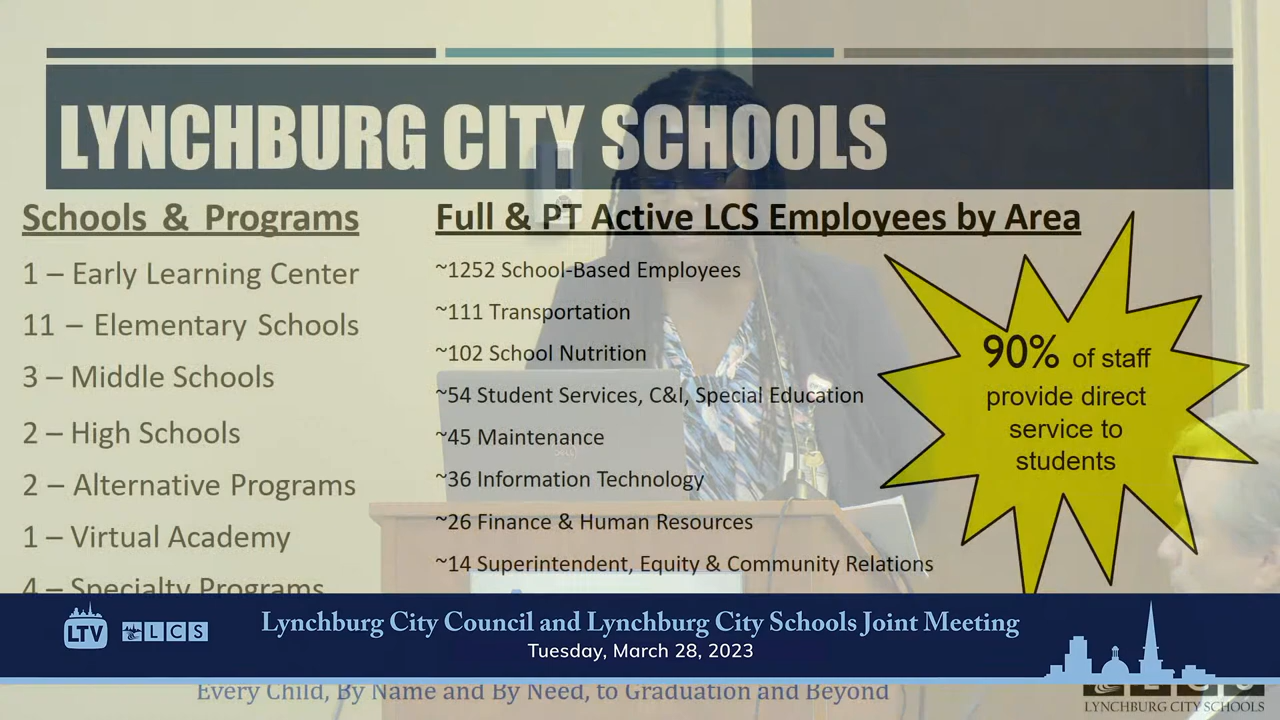 LYNCHBURG CITY SCHOOLS
Schools & Programs
1 – Early Learning Center
11 – Elementary Schools
3 – Middle Schools
2 – High Schools
2 – Alternative Programs
1 – Virtual Academy
4 – Specialty Programs
Full & PT Active LCS Employees by Area
~1252 School-Based Employees
~111 Transportation
~102 School Nutrition
~54 Student Services, C&I, Special Education
~45 Maintenance
~36 Information Technology
~26 Finance & Human Resources
~14 Superintendent, Equity & Community Relations
90% of staff
provide direct
service to
students
LTV
LCS
Lynchburg City Council and Lynchburg City Schools Joint Meeting
Tuesday, March 28, 2023
Every Child, By Name and By Need, to Graduation and Beyond
LYNCHBURG CITY SCHOOLS